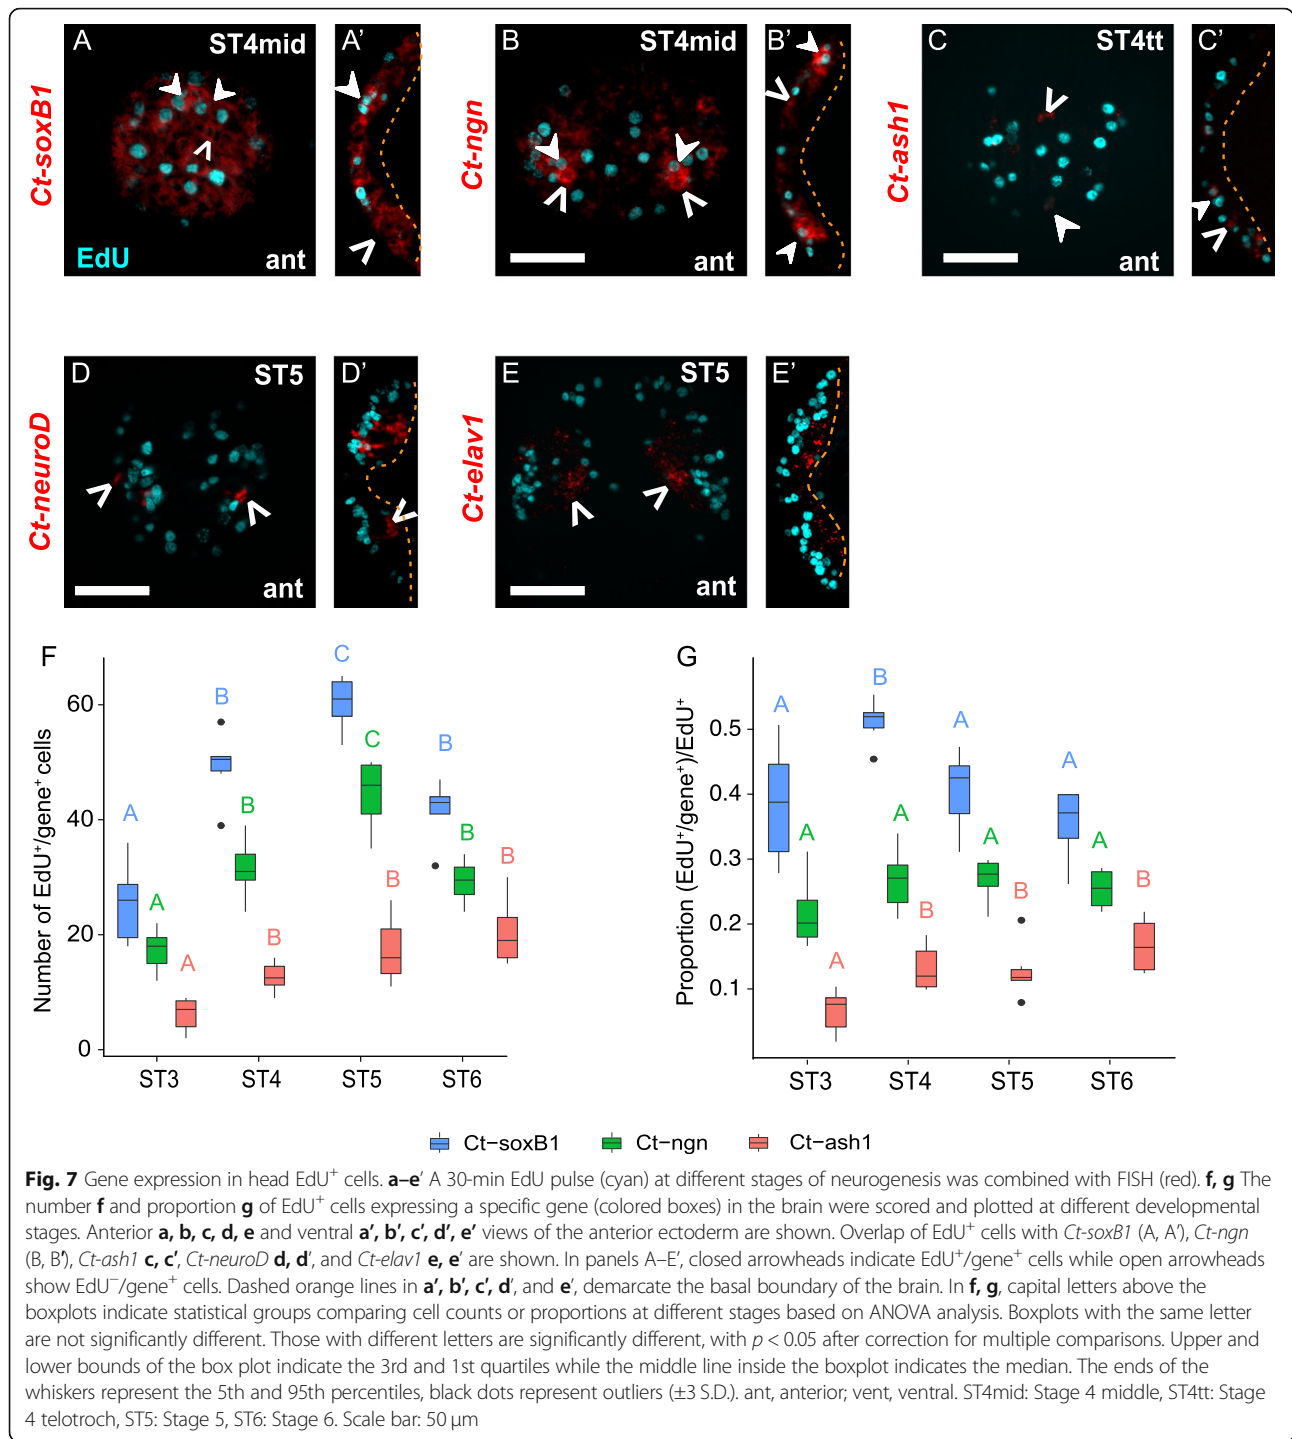 A ST4mid
A’
B ST4mid
B’
C ST4tt
C’
Ct-soxB1
Ct-ngn
Ct-ash1
EdU ant
ant
ant
D ST5
D’
E ST5
E’
Ct-neuroD
Ct-elav1
ant
ant
F
Number of EdU⁺/gene⁺ cells
60
40
20
0
A
A
A
B
B
B
C
C
B
B
B
B
ST3 ST4 ST5 ST6
G
Proportion (EdU⁺/gene⁺)/EdU⁺
0.5
0.4
0.3
0.2
0.1
A
A
A
B
A
B
A
A
B
A
A
B
ST3 ST4 ST5 ST6
Ct−soxB1 Ct−ngn Ct−ash1
Fig. 7 Gene expression in head EdU⁺ cells. a–e′ A 30-min EdU pulse (cyan) at different stages of neurogenesis was combined with FISH (red). f, g The
number f and proportion g of EdU⁺ cells expressing a specific gene (colored boxes) in the brain were scored and plotted at different developmental
stages. Anterior a, b, c, d, e and ventral a′, b′, c′, d′, e′ views of the anterior ectoderm are shown. Overlap of EdU⁺ cells with Ct-soxB1 (A, A′), Ct-ngn
(B, B′), Ct-ash1 c, c′, Ct-neuroD d, d′, and Ct-elav1 e, e′ are shown. In panels A–E′, closed arrowheads indicate EdU⁺/gene⁺ cells while open arrowheads
show EdU⁻/gene⁺ cells. Dashed orange lines in a′, b′, c′, d′, and e′, demarcate the basal boundary of the brain. In f, g, capital letters above the
boxplots indicate statistical groups comparing cell counts or proportions at different stages based on ANOVA analysis. Boxplots with the same letter
are not significantly different. Those with different letters are significantly different, with p < 0.05 after correction for multiple comparisons. Upper and
lower bounds of the box plot indicate the 3rd and 1st quartiles while the middle line inside the boxplot indicates the median. The ends of the
whiskers represent the 5th and 95th percentiles, black dots represent outliers (±3 S.D.). ant, anterior; vent, ventral. ST4mid: Stage 4 middle, ST4tt: Stage
4 telotroch, ST5: Stage 5, ST6: Stage 6. Scale bar: 50 μm